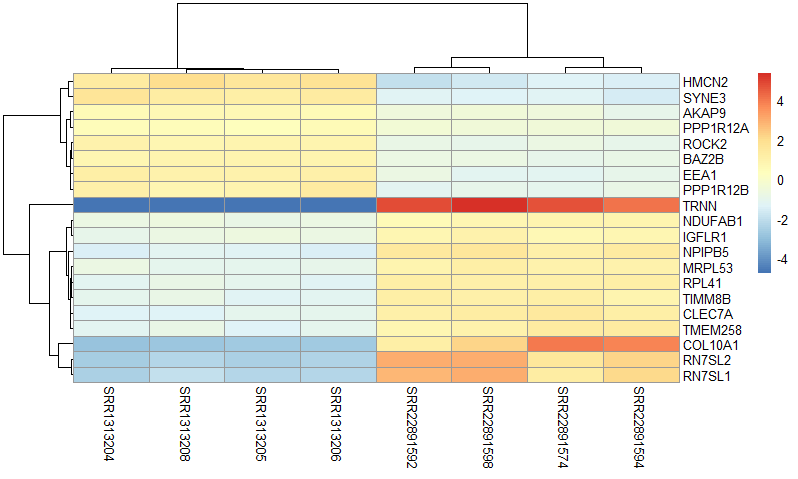 HMCN2
SYNE3
AKAP9
PPP1R12A
ROCK2
BAZ2B
EEA1
PPP1R12B
TRNN
NDUFAB1
IGFLR1
NPIPB5
MRPL53
RPL41
TIMM8B
CLEC7A
TMEM258
COL10A1
RN7SL2
RN7SL1
4
2
0
-2
-4
SRR1313204
SRR1313208
SRR1313205
SRR1313206
SRR22891592
SRR22891598
SRR22891574
SRR22891594